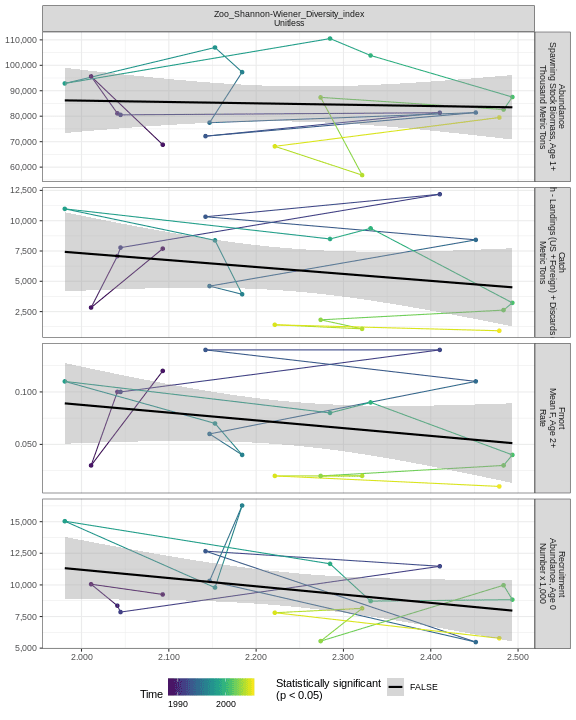 Zoo_Shannon-Wiener_Diversity_index
Unitless
110,000
100,000
90,000
80,000
70,000
60,000
Abundance
Spawning Stock Biomass, Age 1+
Thousand Metric Tons
12,500
10,000
7,500
5,000
2,500
Catch
h - Landings (US +Foreign) + Discards
Metric Tons
0.100
0.050
Fmort
Mean F, Age 2+
Rate
15,000
12,500
10,000
7,500
5,000
Recruitment
Abundance, Age 0
Number x 1,000
2.000
2.100
2.200
2.300
2.400
2.500
Time
1990
2000
Statistically significant
(p < 0.05)
FALSE